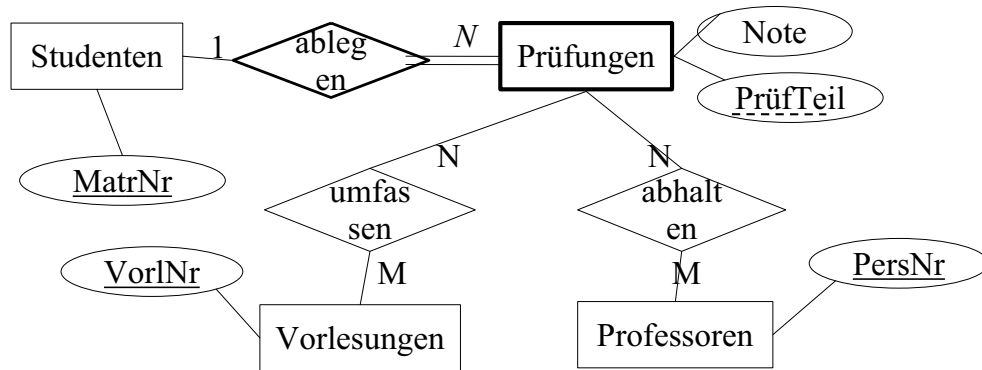 Studenten
1
ableg
en
N
Prüfungen
Note
PrüfTeil
MatrNr
N
umfas
sen
M
N
abhalt
en
M
VorlNr
Vorlesungen
Professoren
PersNr